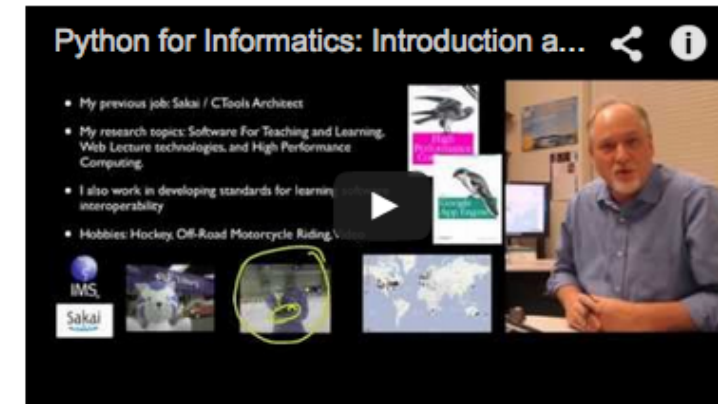 Python for Informatics: Introduction a...
• My previous job: Sakai / CTools Architect
• My research topics: Software For Teaching and Learning,
Web Lecture technologies, and High Performance
Computing.
• I also work in developing standards for learning software
interoperability
• Hobbies: Hockey, Off-Road Motorcycle Riding, Video
High
Performance
Google
App Engine
IMS
Sakai